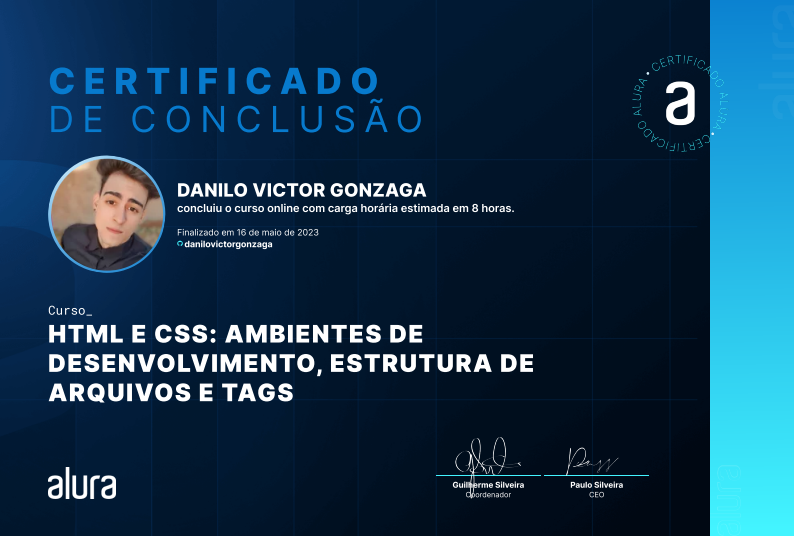 CERTIFICADO
DE CONCLUSÃO
CERTIFICADO ALURA • CERTIFICADO ALURA •
a
DANILO VICTOR GONZAGA
concluiu o curso online com carga horária estimada em 8 horas.
Finalizado em 16 de maio de 2023
danilovictorgonzaga
Curso_
HTML E CSS: AMBIENTES DE
DESENVOLVIMENTO, ESTRUTURA DE
ARQUIVOS E TAGS
alura
Guilherme Silveira
Coordenador
Paulo Silveira
CEO
alura
alura